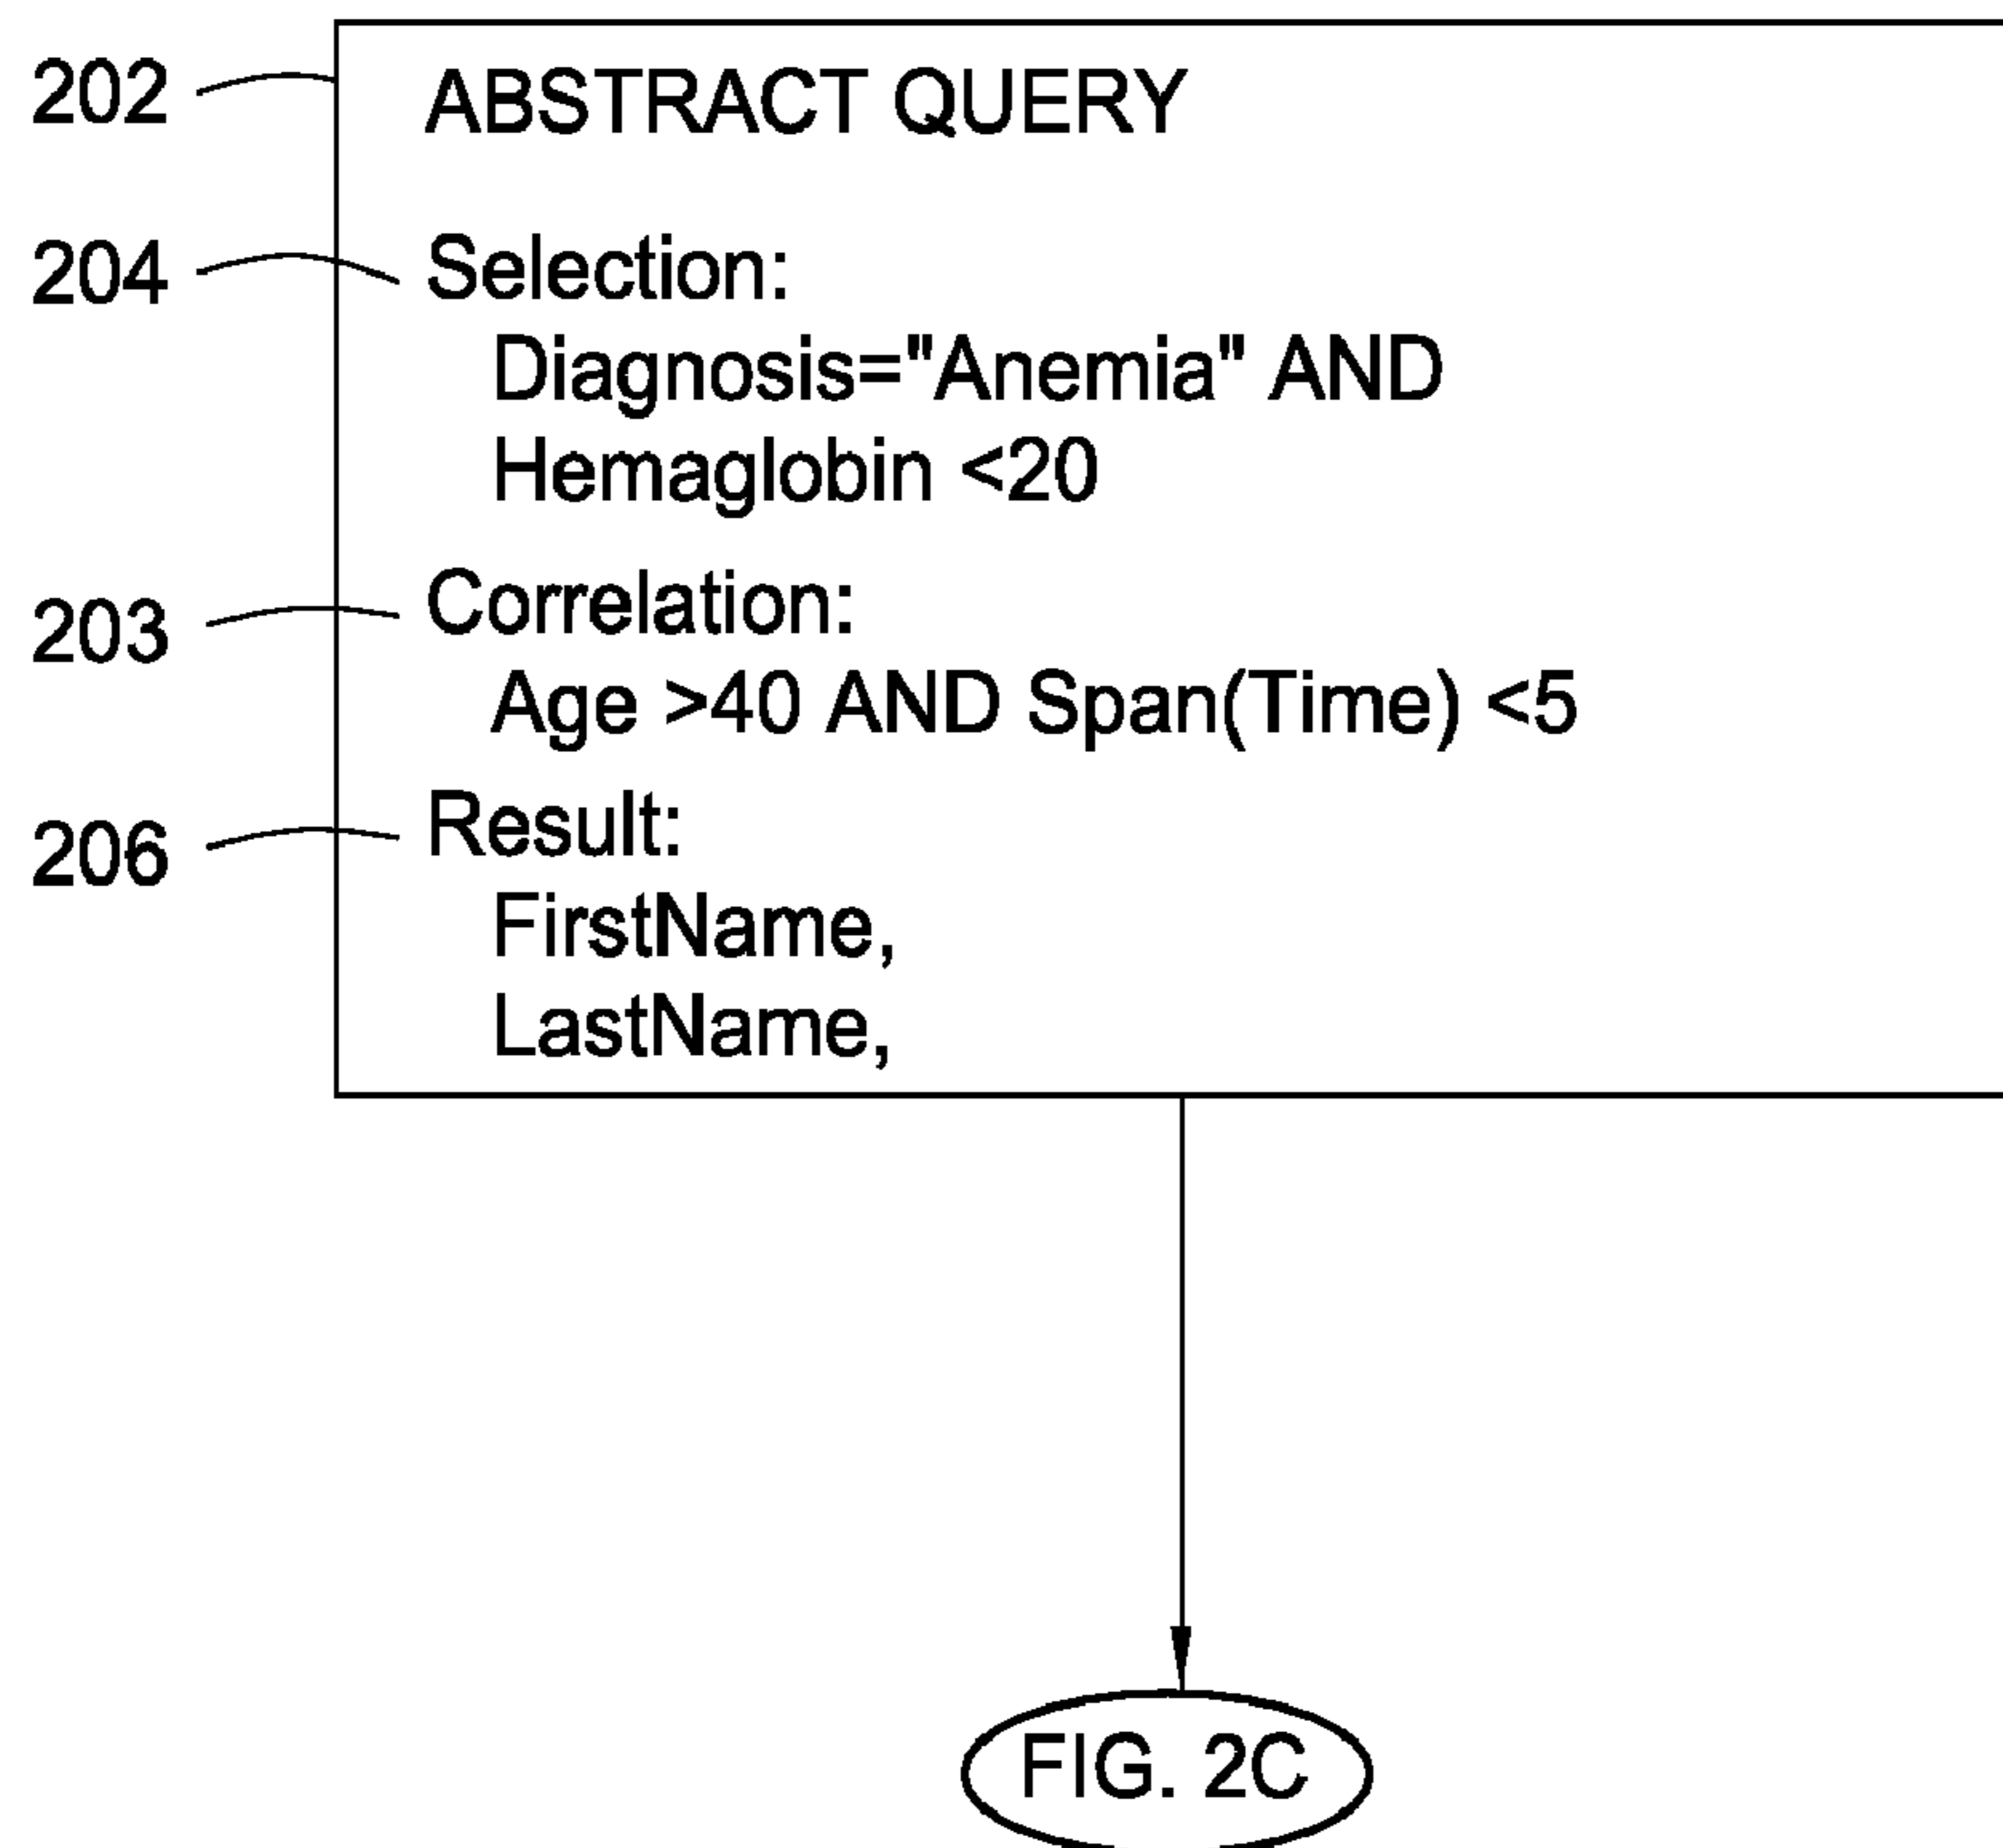 202 ABSTRACT QUERY
204 Selection:
Diagnosis="Anemia" AND
Hemaglobin <20
203 Correlation:
Age >40 AND Span(Time) <5
206 Result:
FirstName,
LastName,
FIG. 2C